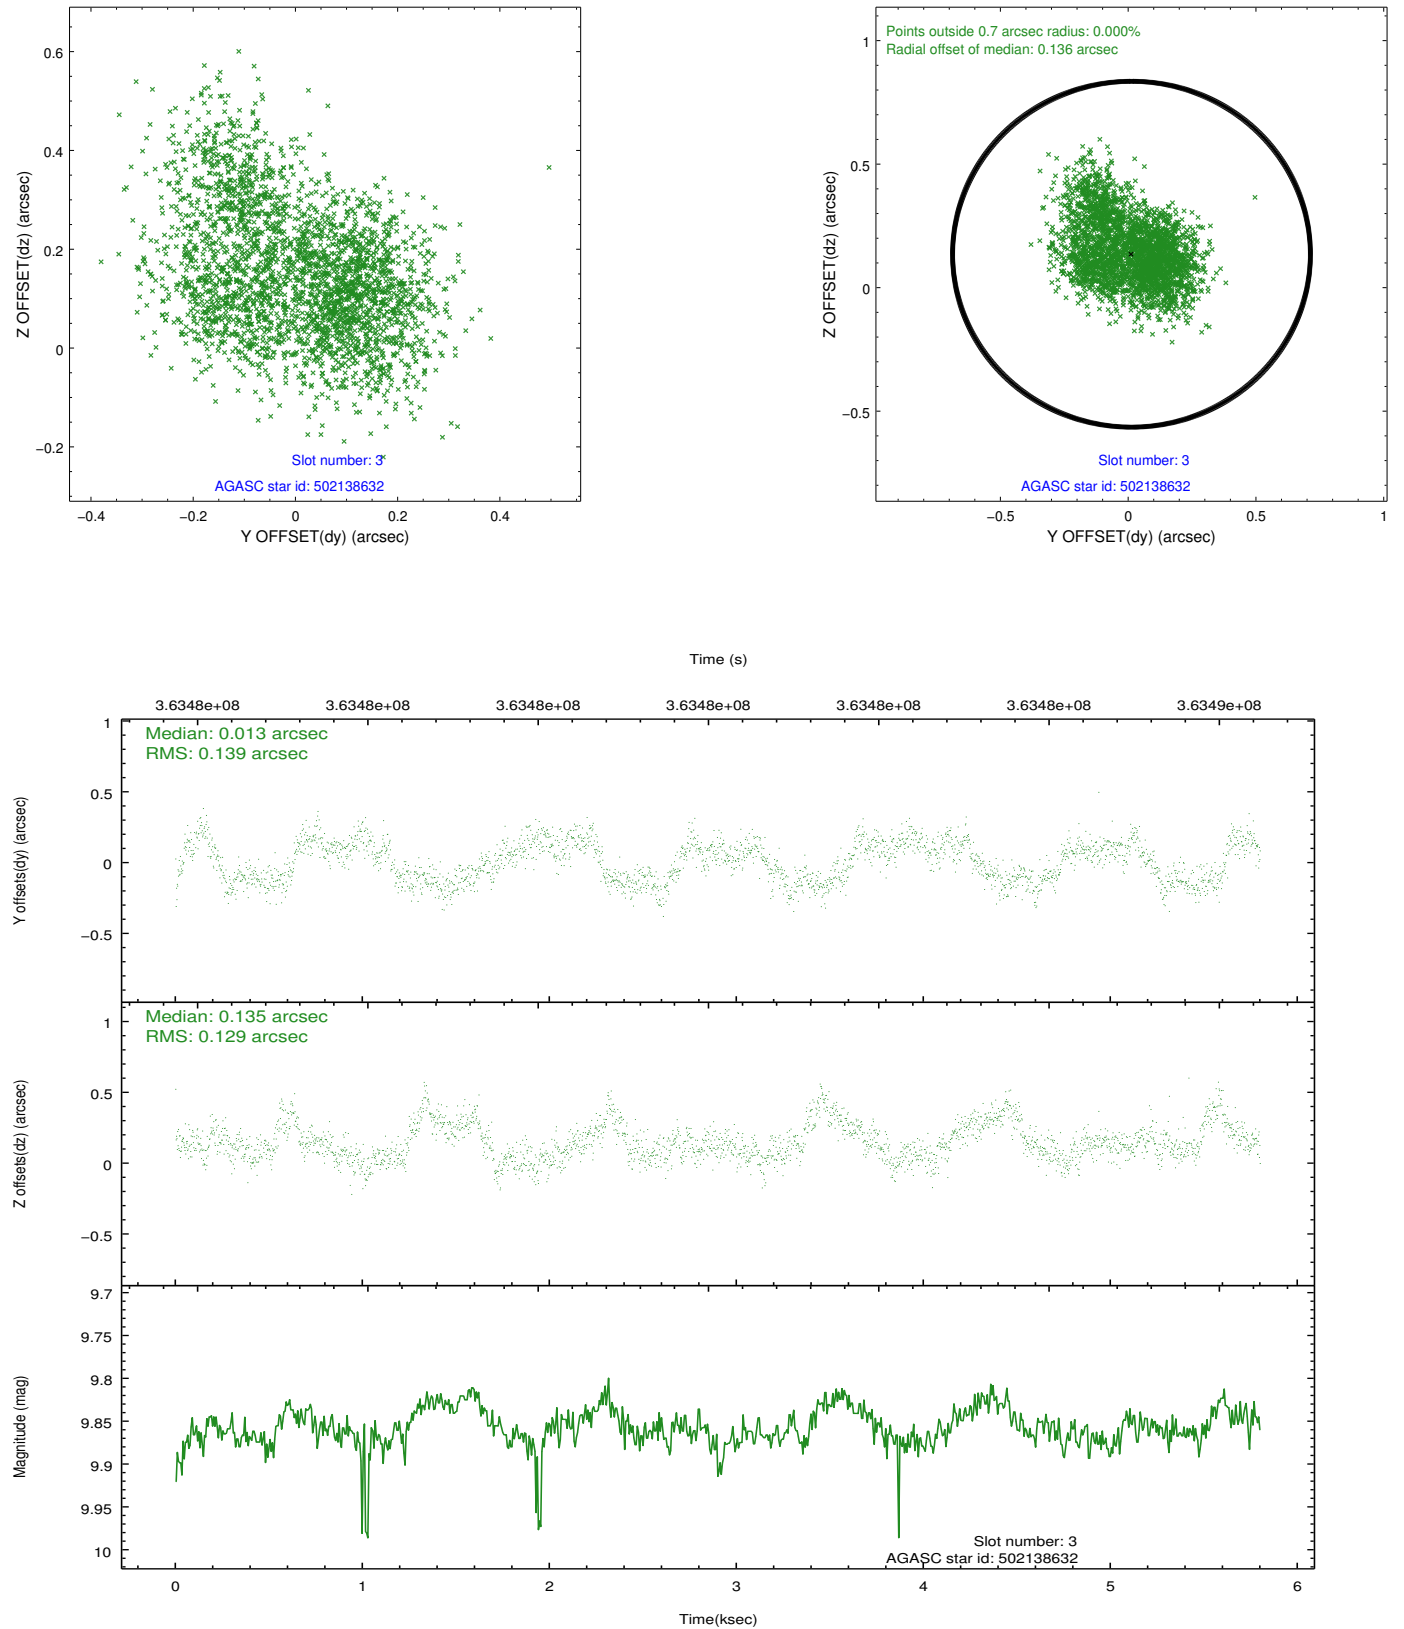 0.6
0.4
0.2
0
−0.2
−0.4
−0.2
0
0.2
0.4
Z OFFSET(dz) (arcsec)
Y OFFSET(dy) (arcsec)
Slot number: 3
AGASC star id: 502138632
Points outside 0.7 arcsec radius: 0.000%
Radial offset of median: 0.136 arcsec
1
0.5
0
−0.5
−0.5
0
0.5
1
Z OFFSET(dz) (arcsec)
Y OFFSET(dy) (arcsec)
Slot number: 3
AGASC star id: 502138632
Time (s)
3.6348e+08 3.6348e+08 3.6348e+08 3.6348e+08 3.6348e+08 3.6348e+08 3.6349e+08
Median: 0.013 arcsec
RMS: 0.139 arcsec
1
0.5
0
−0.5
Y offsets(dy) (arcsec)
Median: 0.135 arcsec
RMS: 0.129 arcsec
1
0.5
0
−0.5
Z offsets(dz) (arcsec)
9.7
9.75
9.8
9.85
9.9
9.95
10
Magnitude (mag)
Slot number: 3
AGASC star id: 502138632
0 1 2 3 4 5 6
Time(ksec)